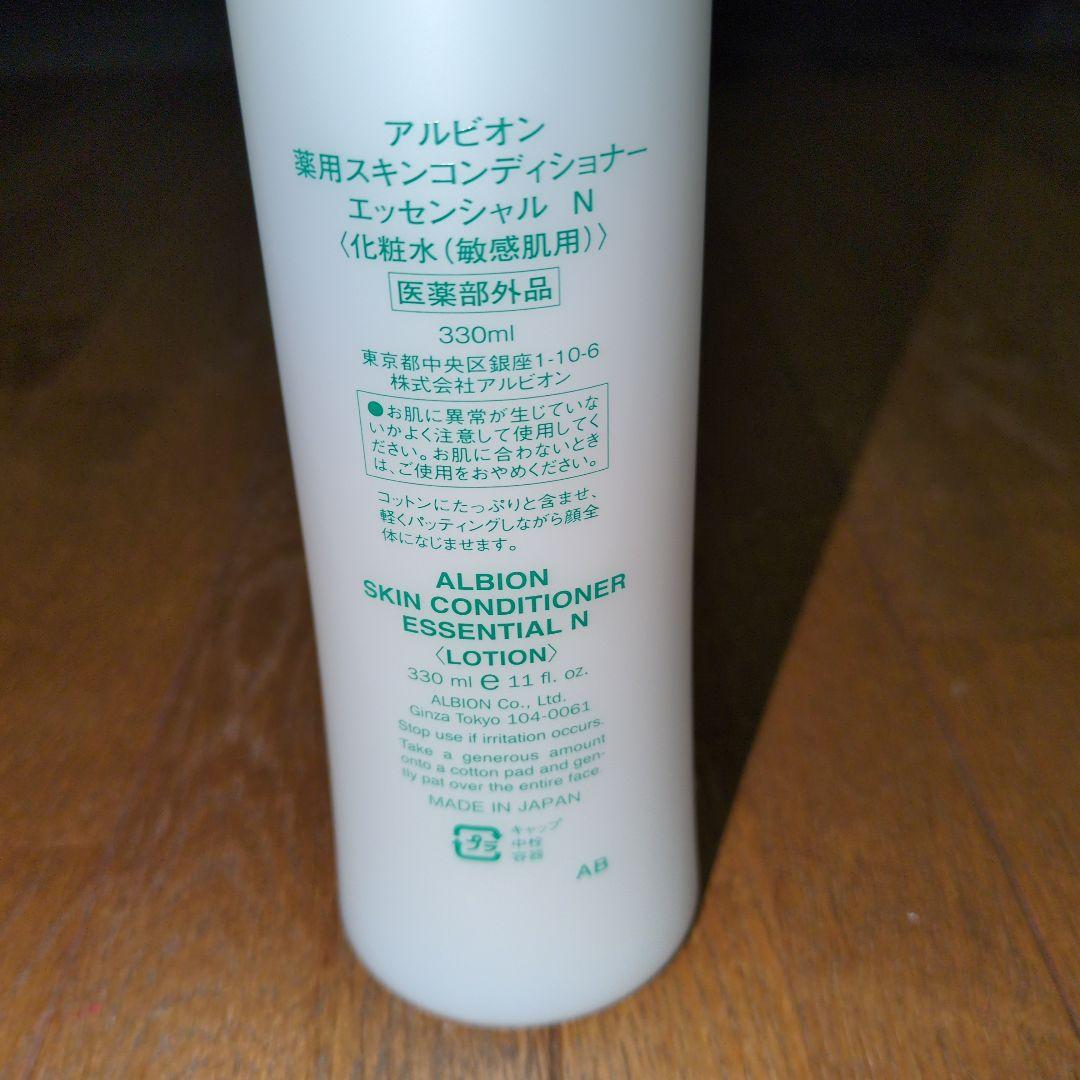 アルビオン
薬用スキンコンディショナー
エッセンシャル N
〈化粧水(敏感肌用)〉
医薬部外品
330ml
東京都中央区銀座1-10-6
株式会社アルビオン
●お肌に異常が生じていな
いかよく注意して使用してく
ださい。お肌に合わないとき
は、ご使用をおやめください。
コットンにたっぷりと含ませ、
軽くパッティングしながら顔全
体になじませます。
ALBION
SKIN CONDITIONER
ESSENTIAL N
〈LOTION〉
330 ml ℮ 11 fl. oz.
ALBION Co., Ltd.
Ginza Tokyo 104-0061
Stop use if irritation occurs.
Take a generous amount
onto a cotton pad and gen-
tly pat over the entire face.
MADE IN JAPAN
プラ
キャップ
中栓
容器
AB